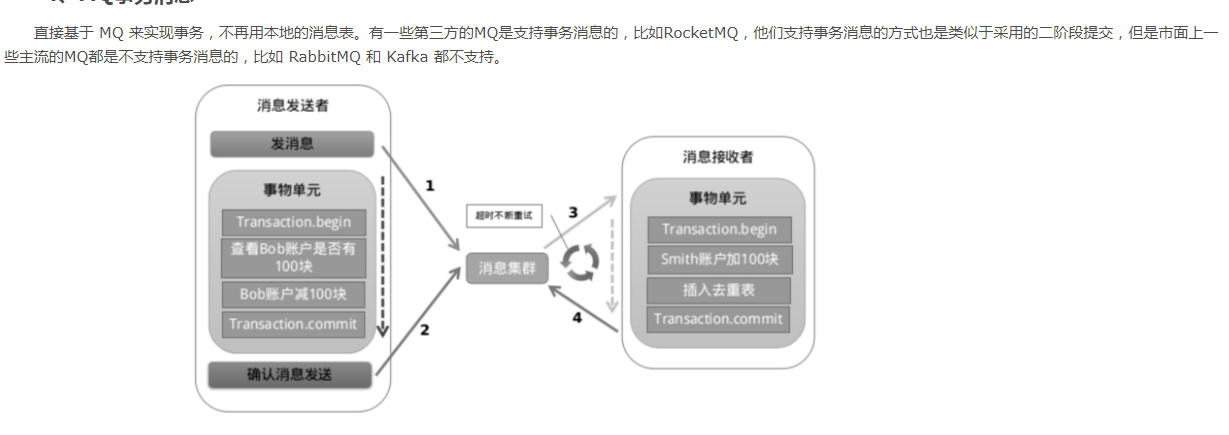 直接基于 MQ 来实现事务，不再用本地的消息表。有一些第三方的MQ是支持事务消息的，比如RocketMQ，他们支持事务消息的方式也是类似于采用的二阶段提交，但是市面上一
些主流的MQ都是不支持事务消息的，比如 RabbitMQ 和 Kafka 都不支持。
消息发送者
发消息
事物单元
Transaction.begin
查看Bob账户是否有
100块
Bob账户减100块
Transaction.commit
确认消息发送
1
2
超时不断重试
消息集群
3
4
消息接收者
事物单元
Transaction.begin
Smith账户加100块
插入去重表
Transaction.commit